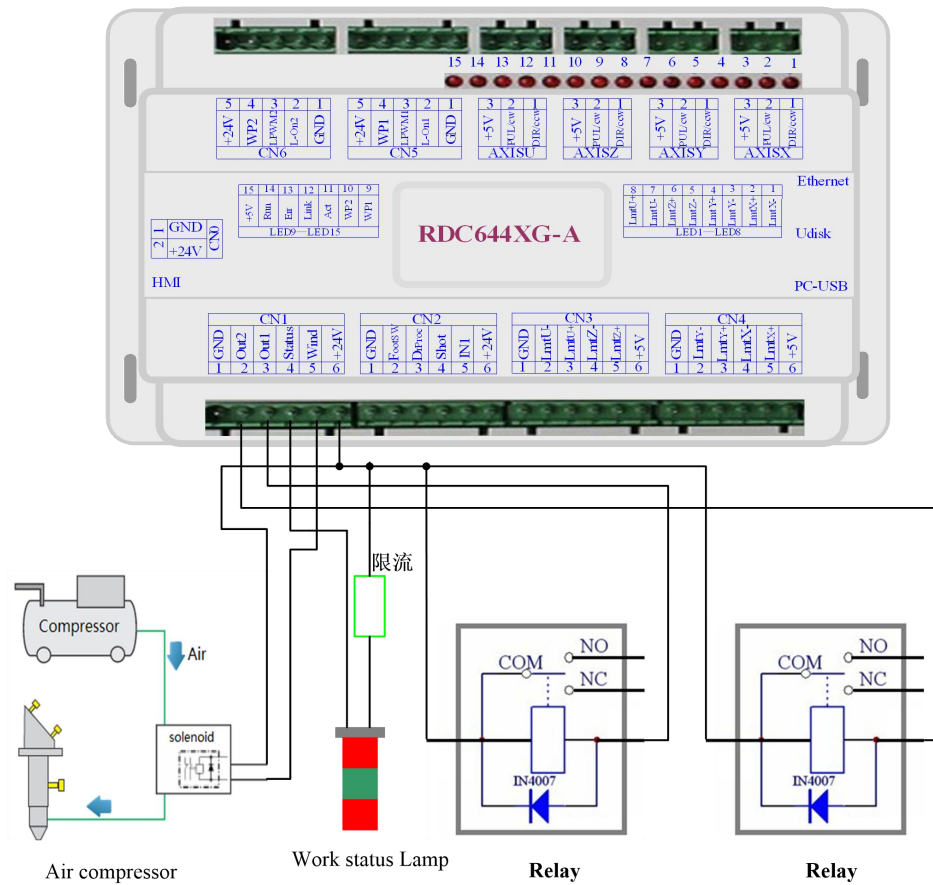 15 14 13 12 11 10 9 8 7 6 5 4 3 2 1
5 4 3 2 1
+24V WP2 LPWM2 L-On2 GND
CN6
5 4 3 2 1
+24V WP1 LPWM1 L-On1 GND
CN5
3 2 1
+5V PUL/cw DIR/ccw
AXISU
3 2 1
+5V PUL/cw DIR/ccw
AXISZ
3 2 1
+5V PUL/cw DIR/ccw
AXISY
3 2 1
+5V PUL/cw DIR/ccw
AXISX
Ethernet
15 14 13 12 11 10 9
+5V Run Err Link Act WP2 WP1
LED9—LED15
8 7 6 5 4 3 2 1
LmtU+ LmtU- LmtZ+ LmtZ- LmtY+ LmtY- LmtX+ LmtX-
LED1—LED8
RDC644XG-A
Udisk
1 GND
2 +24V
CN0
HMI
PC-USB
CN1
GND Out2 Out1 Status Wind +24V
1 2 3 4 5 6
CN2
GND FootSW DrProc Shot IN1 +24V
1 2 3 4 5 6
CN3
GND LmtU- LmtU+ LmtZ- LmtZ+ +5V
1 2 3 4 5 6
CN4
GND LmtY- LmtY+ LmtX- LmtX+ +5V
1 2 3 4 5 6
限流
Compressor
Air
solenoid
NO
COM
NC
IN4007
NO
COM
NC
IN4007
Air compressor
Work status Lamp
Relay
Relay